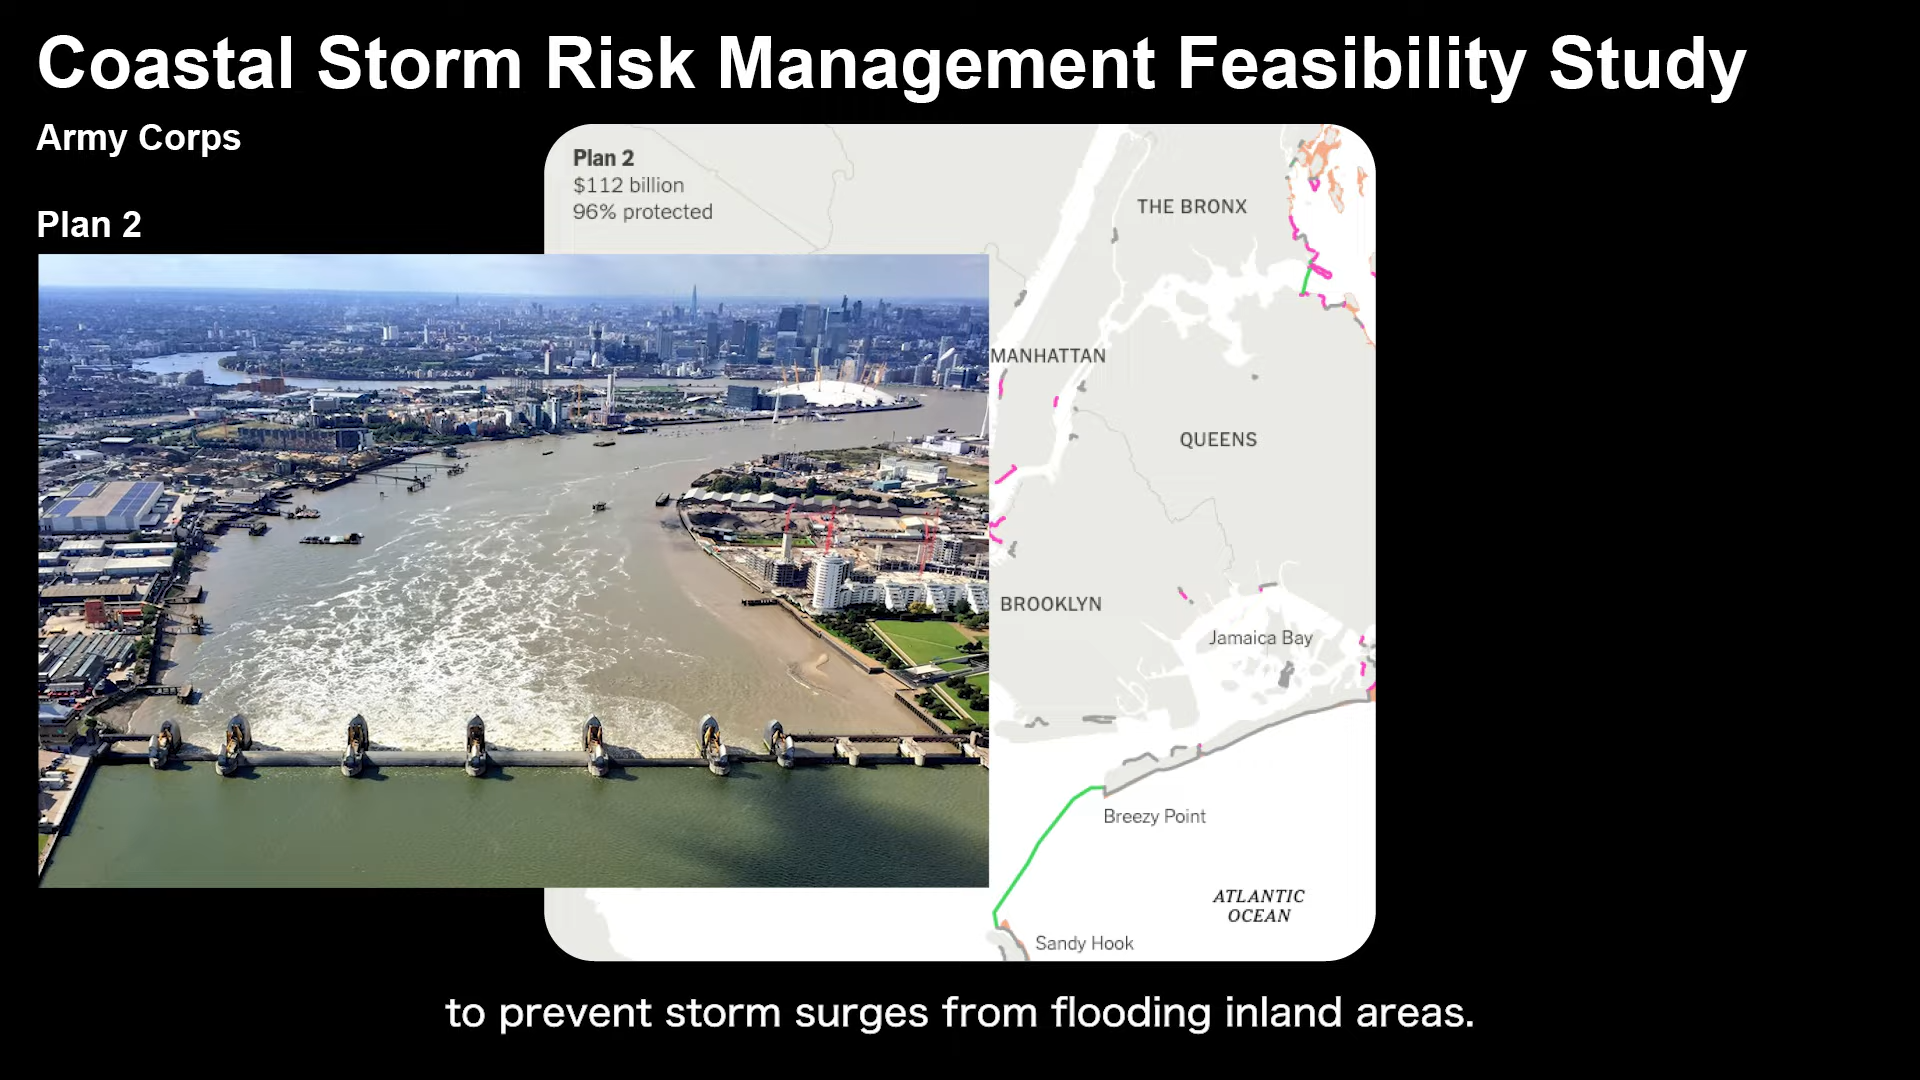 Coastal Storm Risk Management Feasibility Study
Army Corps
Plan 2
Plan 2
$112 billion
96% protected
THE BRONX
MANHATTAN
QUEENS
BROOKLYN
Jamaica Bay
Breezy Point
ATLANTIC
OCEAN
Sandy Hook
to prevent storm surges from flooding inland areas.